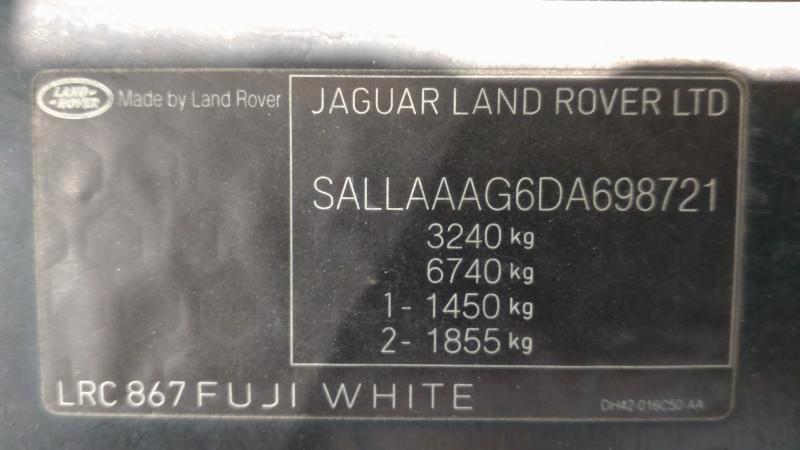 LAND-
-ROVER
Made by Land Rover
JAGUAR LAND ROVER LTD
SALLAAAG6DA698721
3240 kg
6740 kg
1- 1450 kg
2- 1855 kg
LRC 867 FUJI WHITE
DH42-016C50-AA